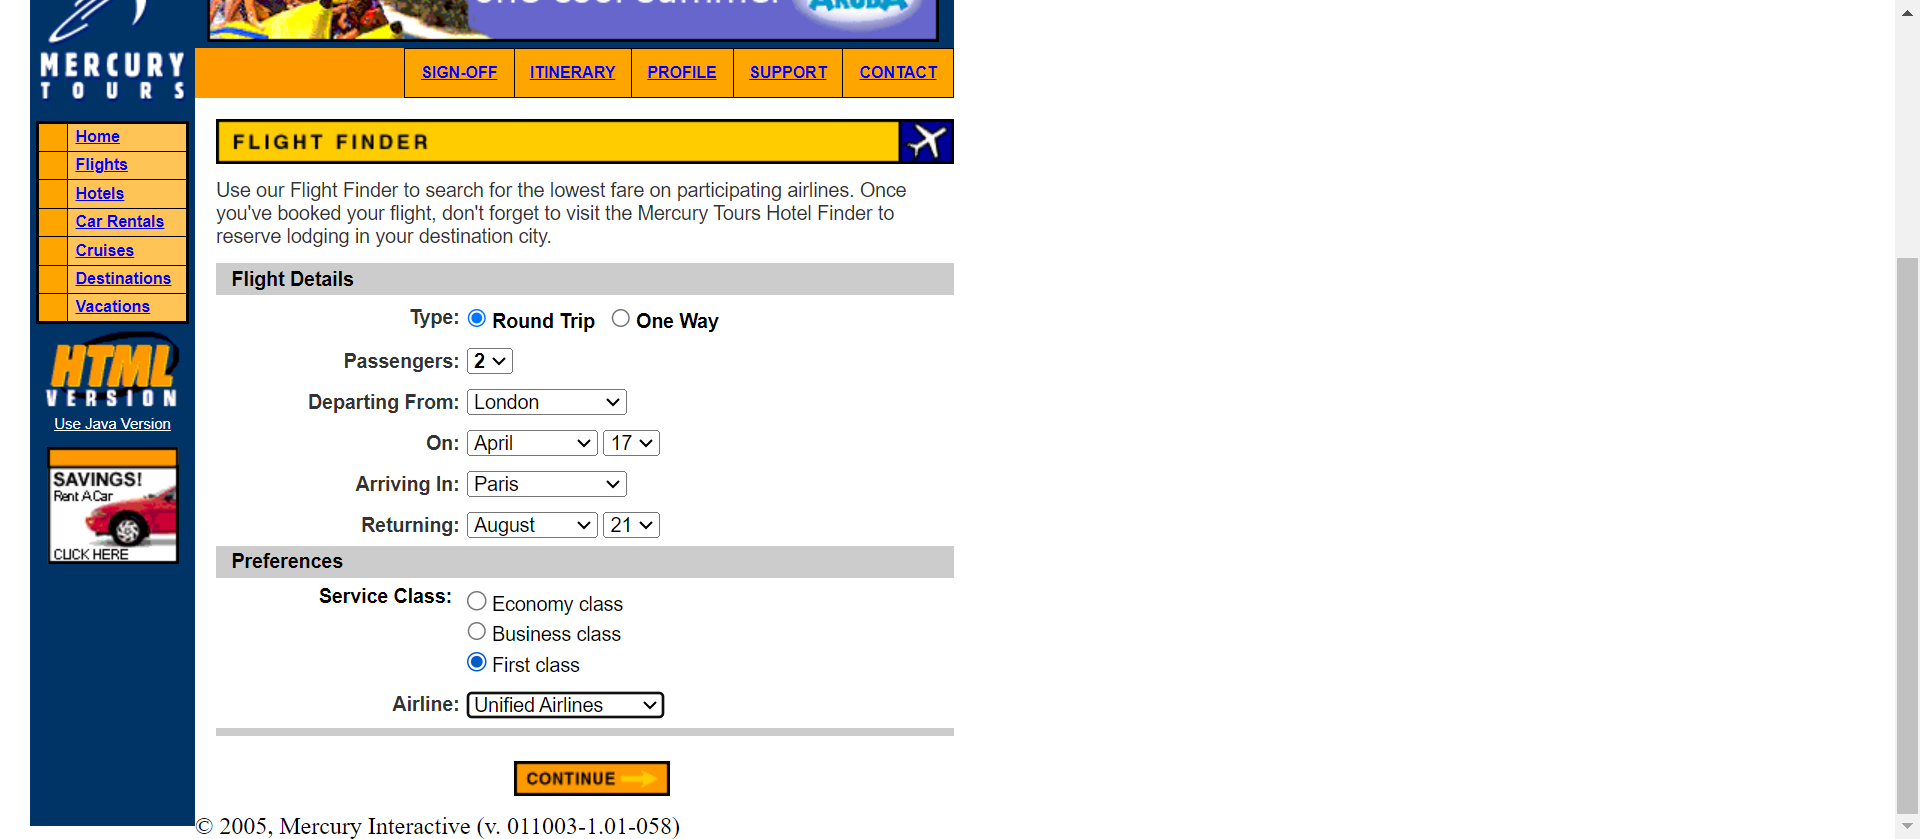 one cool summer
ARUBA
MERCURY
TOURS
SIGN-OFF ITINERARY PROFILE SUPPORT CONTACT
Home
Flights
Hotels
Car Rentals
Cruises
Destinations
Vacations
HTML
VERSION
Use Java Version
SAVINGS!
Rent A Car
CLICK HERE
FLIGHT FINDER
Use our Flight Finder to search for the lowest fare on participating airlines. Once
you've booked your flight, don't forget to visit the Mercury Tours Hotel Finder to
reserve lodging in your destination city.
Flight Details
Type: Round Trip One Way
Passengers: 2
Departing From: London
On: April 17
Arriving In: Paris
Returning: August 21
Preferences
Service Class: Economy class
Business class
First class
Airline: Unified Airlines
CONTINUE
© 2005, Mercury Interactive (v. 011003-1.01-058)